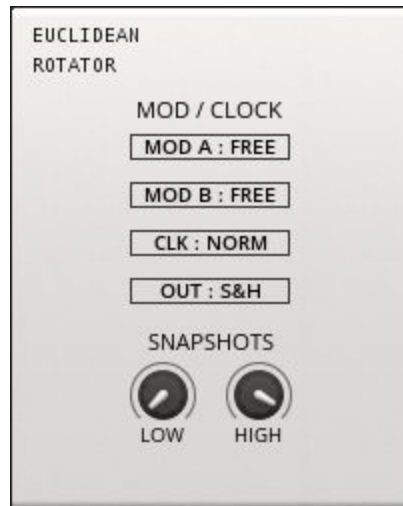 EUCLIDEAN
ROTATOR
MOD / CLOCK
MOD A : FREE
MOD B : FREE
CLK : NORM
OUT : S&H
SNAPSHOTS
LOW HIGH